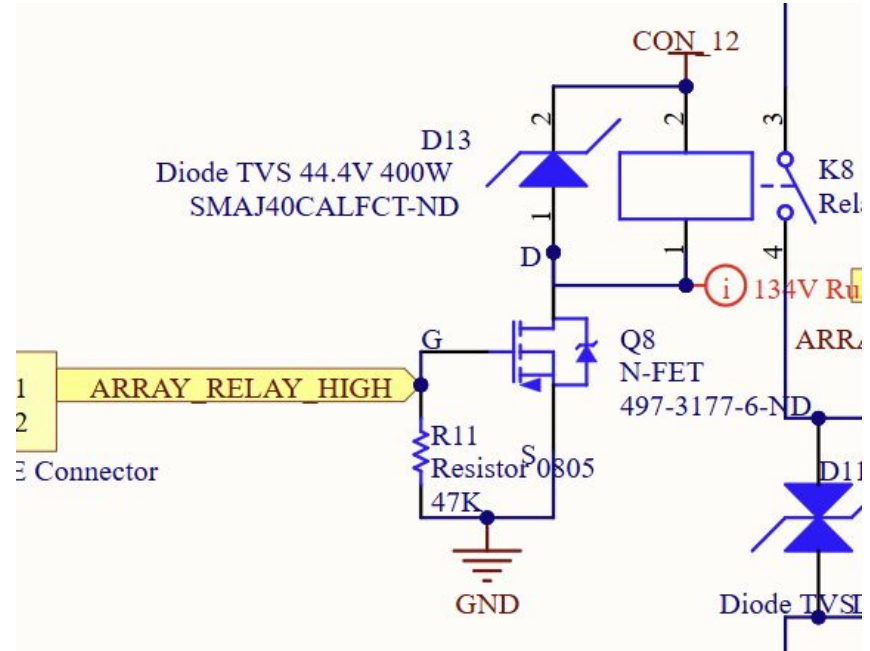 CON_12
2
2
3
D13
Diode TVS 44.4V 400W
SMAJ40CALFCT-ND
K8
1
1
4
D
i
134V
G
Q8
N-FET
497-3177-6-ND
1
ARRAY_RELAY_HIGH
2
R11
S
Resistor 0805
47K
Connector
D11
GND
Diode TVS